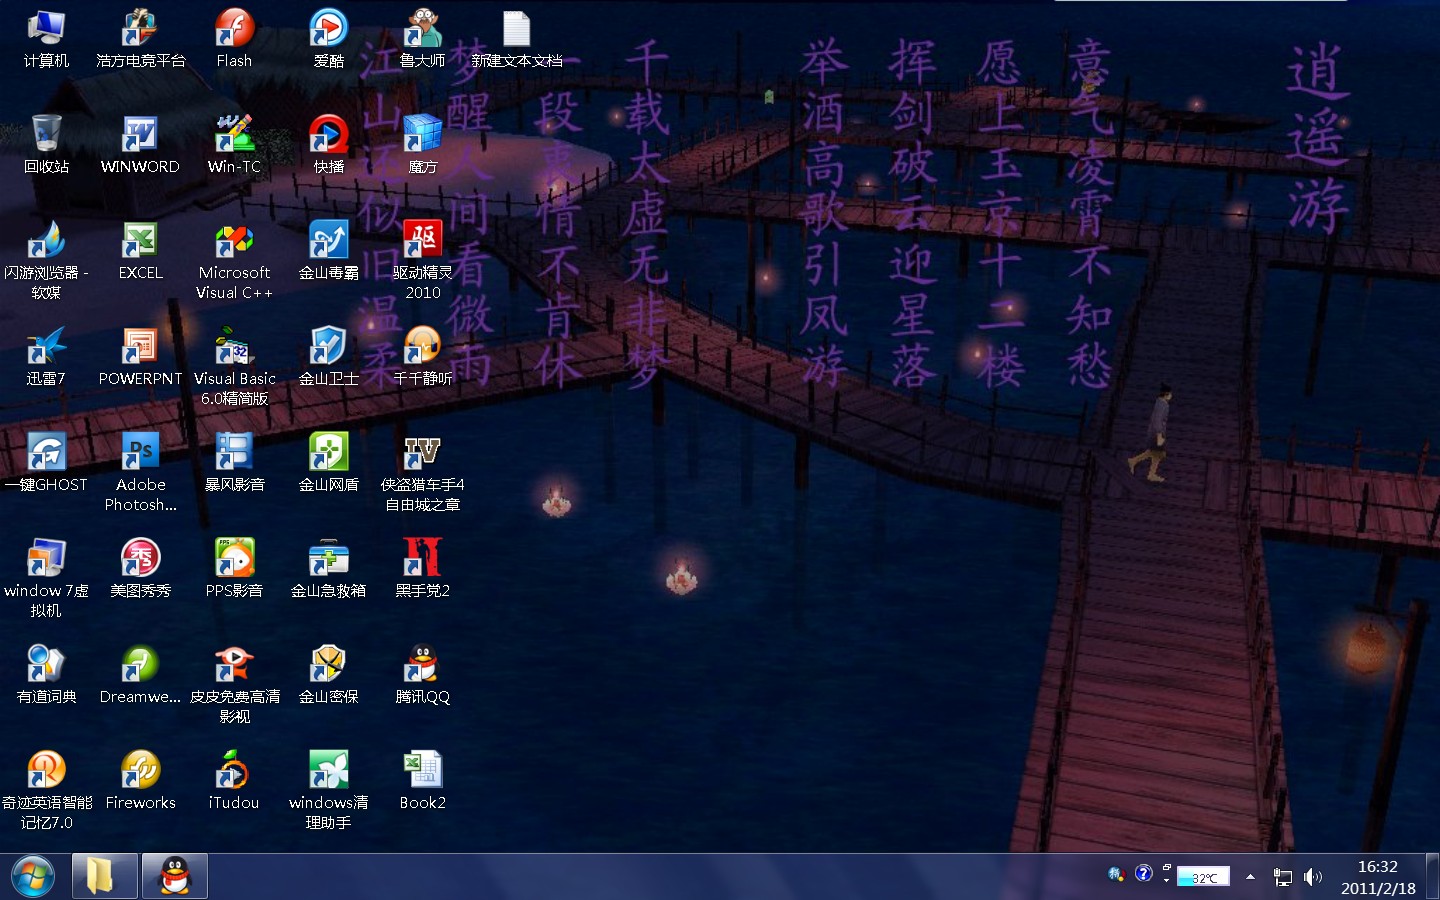 逍遥游
意气凌霄不知愁
愿上玉京十二楼
挥剑破云迎星落
举酒高歌引凤游
千载太虚无非梦
一段衷情不肯休
梦醒人间看微雨
江山还似旧温柔
计算机
浩方电竞平台
Flash
爱酷
鲁大师
新建文本文档
回收站
WINWORD
Win-TC
快播
魔方
闪游浏览器 -
软媒
EXCEL
Microsoft
Visual C++
金山毒霸
驱
驱动精灵
2010
迅雷7
POWERPNT
32
Visual Basic
6.0精简版
金山卫士
千千静听
一键GHOST
Ps
Adobe
Photosh...
暴风影音
金山网盾
IV
侠盗猎车手4
自由城之章
window 7虚
拟机
秀
美图秀秀
PPS
PPS影音
金山急救箱
黑手党2
有道词典
Dreamwe...
皮皮免费高清
影视
金山密保
腾讯QQ
奇迹英语智能
记忆7.0
Fireworks
iTudou
windows清
理助手
Book2
32℃
16:32
2011/2/18